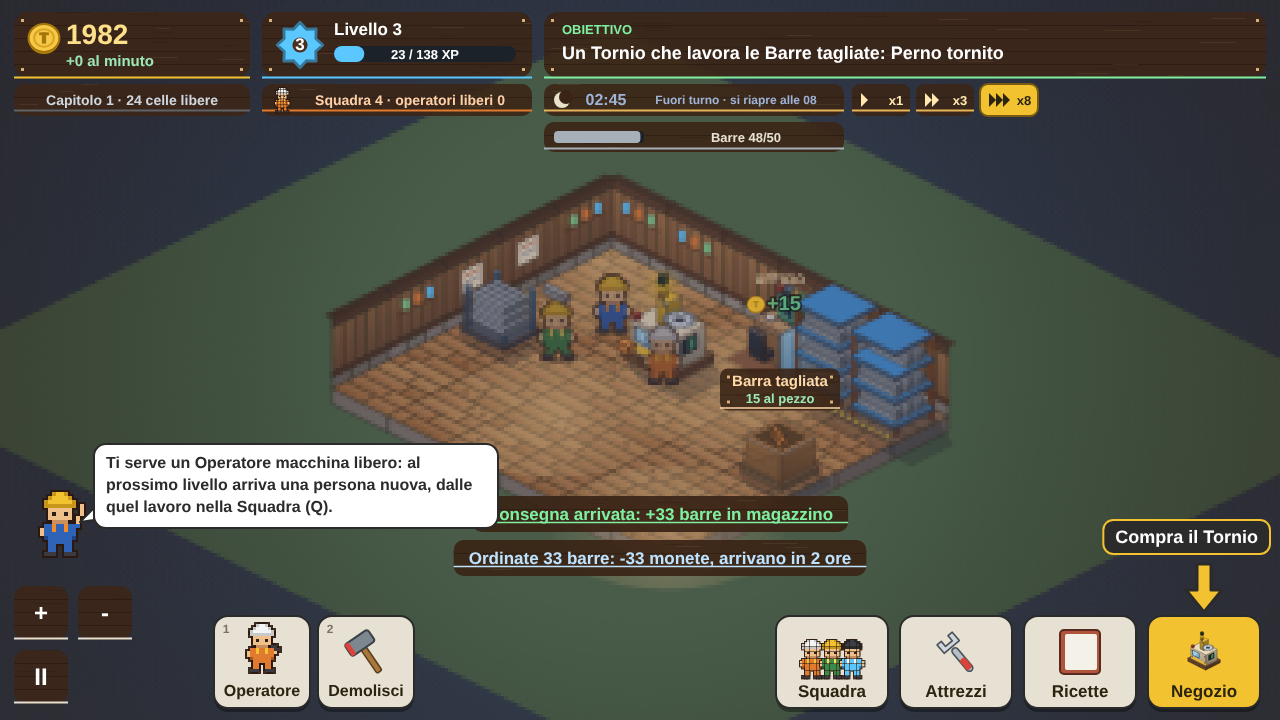 1982
+0 al minuto
3
Livello 3
23 / 138 XP
OBIETTIVO
Un Tornio che lavora le Barre tagliate: Perno tornito
Capitolo 1 · 24 celle libere
Squadra 4 · operatori liberi 0
02:45
Fuori turno · si riapre alle 08
x1
x3
x8
Barre 48/50
+15
Barra tagliata
15 al pezzo
Ti serve un Operatore macchina libero: al
prossimo livello arriva una persona nuova, dalle
quel lavoro nella Squadra (Q).
onsegna arrivata: +33 barre in magazzino
Ordinate 33 barre: -33 monete, arrivano in 2 ore
Compra il Tornio
+
-
II
1
Operatore
2
Demolisci
Squadra
Attrezzi
Ricette
Negozio